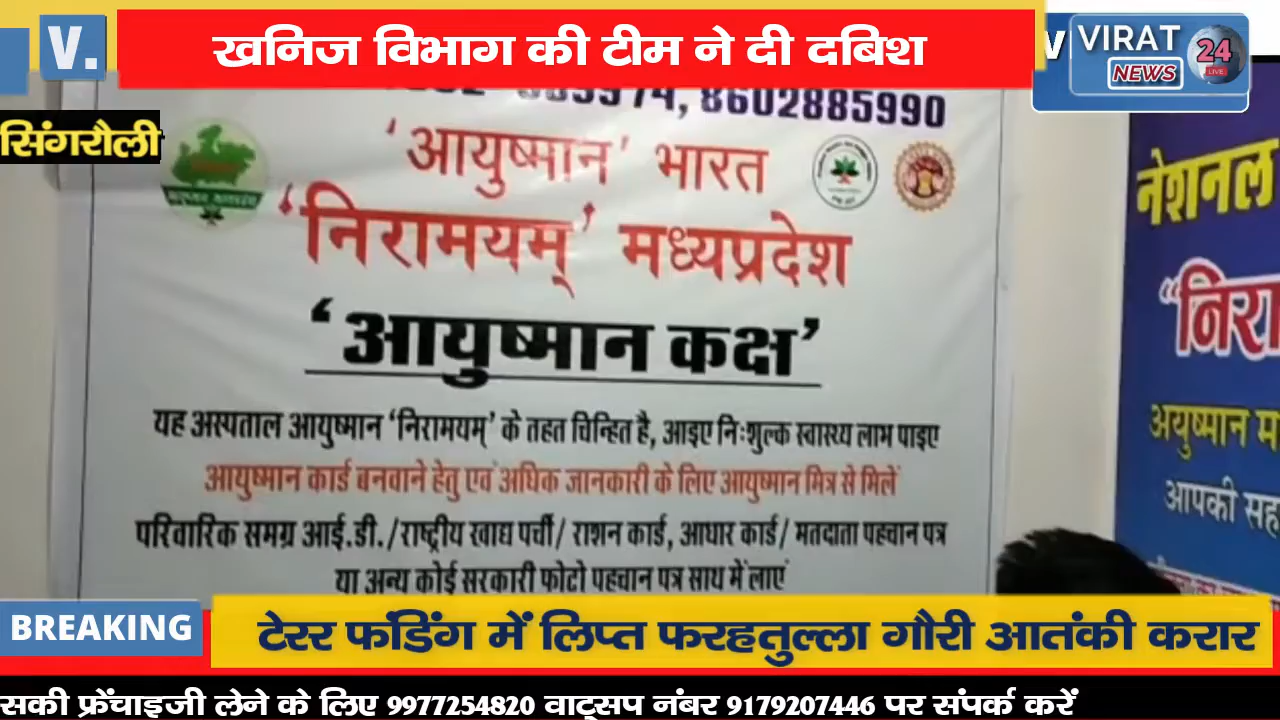 V.
खनिज विभाग की टीम ने दी दबिश
VIRAT
24
LIVE
NEWS
सिंगरौली
8602885990
'आयुष्मान' भारत
'निरामयम्' मध्यप्रदेश
'आयुष्मान कक्ष'
यह अस्पताल आयुष्मान 'निरामयम्' के तहत चिन्हित है, आइए निःशुल्क स्वास्थ्य लाभ पाइए
आयुष्मान कार्ड बनवाने हेतु एवं अधिक जानकारी के लिए आयुष्मान मित्र से मिलें
परिवारिक समग्र आई.डी./राष्ट्रीय खाद्य पर्ची/ राशन कार्ड, आधार कार्ड/ मतदाता पहचान पत्र
या अन्य कोई सरकारी फोटो पहचान पत्र साथ में लाएं
नेशनल
"निरा
अयुष्मान म
आपकी सह
BREAKING
टेरर फंडिंग में लिप्त फरहतुल्ला गौरी आतंकी करार
सकी फ्रेंचाइजी लेने के लिए 9977254820 वाट्सप नंबर 9179207446 पर संपर्क करें